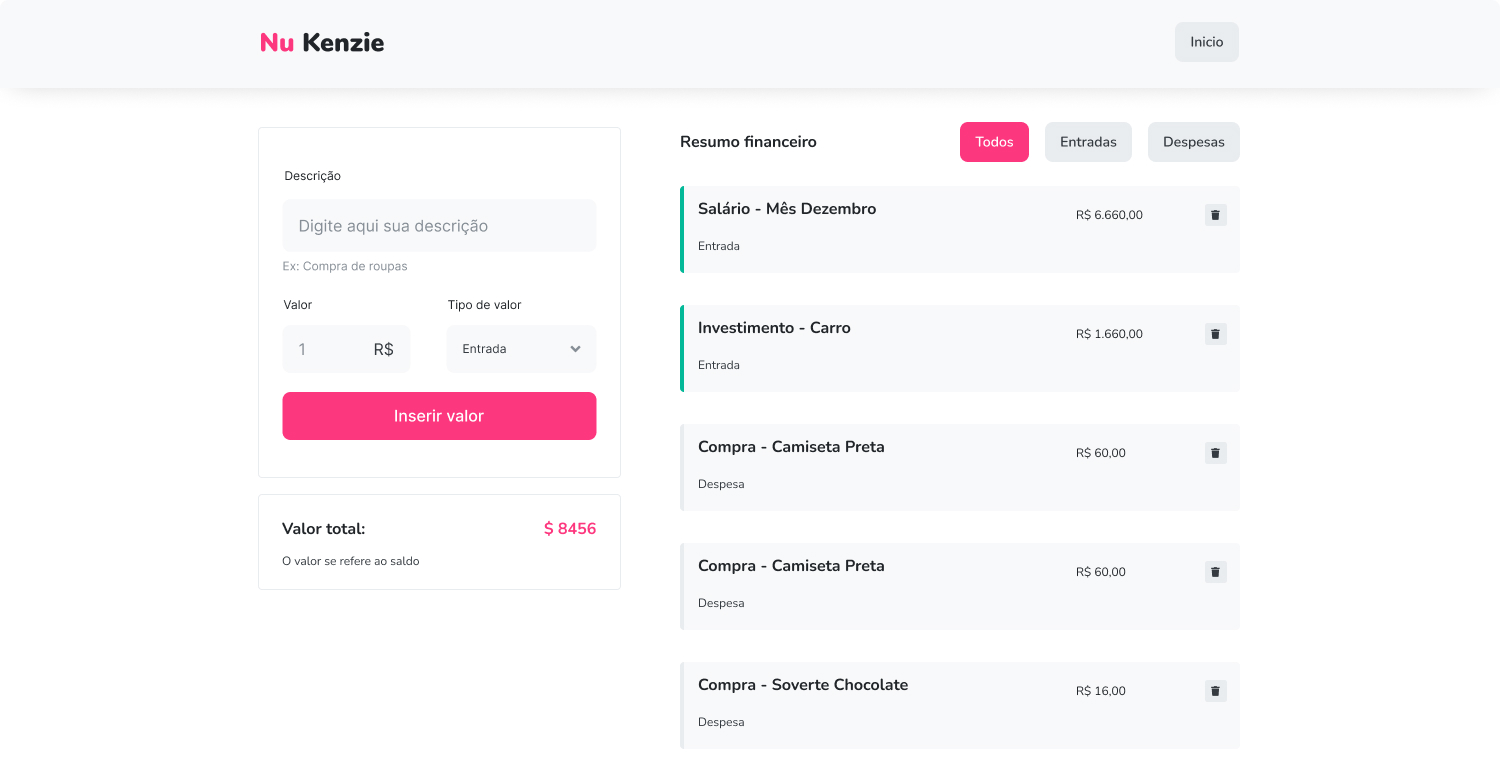 Nu Kenzie
Inicio
Descrição
Digite aqui sua descrição
Ex: Compra de roupas
Valor
Tipo de valor
1
R$
Entrada
Inserir valor
Valor total:
$ 8456
O valor se refere ao saldo
Resumo financeiro
Todos
Entradas
Despesas
Salário - Mês Dezembro
R$ 6.660,00
Entrada
Investimento - Carro
R$ 1.660,00
Entrada
Compra - Camiseta Preta
R$ 60,00
Despesa
Compra - Camiseta Preta
R$ 60,00
Despesa
Compra - Soverte Chocolate
R$ 16,00
Despesa